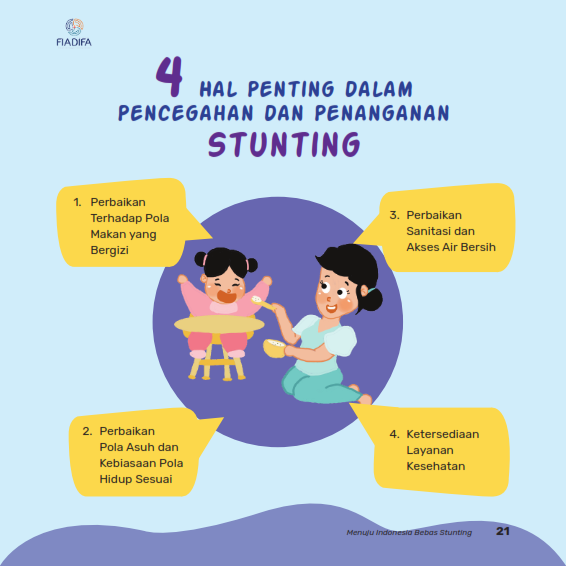 FIADIFA
4 HAL PENTING DALAM
PENCEGAHAN DAN PENANGANAN
STUNTING
1. Perbaikan
Terhadap Pola
Makan yang
Bergizi
2. Perbaikan
Pola Asuh dan
Kebiasaan Pola
Hidup Sesuai
3. Perbaikan
Sanitasi dan
Akses Air Bersih
4. Ketersediaan
Layanan
Kesehatan
Menuju Indonesia Bebas Stunting 21